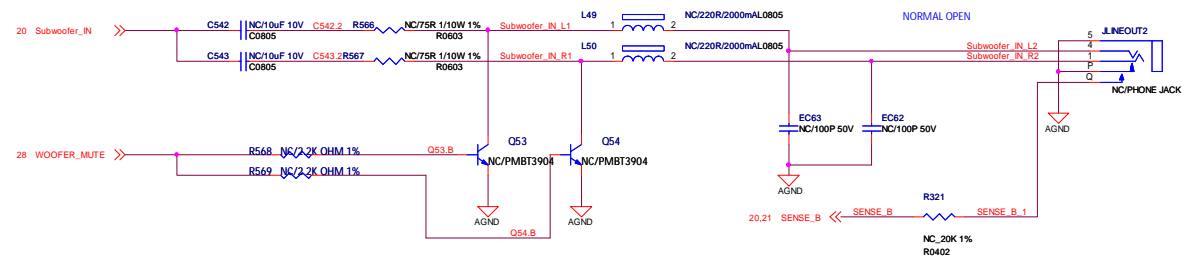 L49
NORMAL OPEN
C542 NC/10uF 10V C542.2 R566 NC/75R 1/10W 1% Subwoofer_IN_L1 1 2 NC/220R/2000mAL0805
20 Subwoofer_IN
C0805 R0603
JLINEOUT2
5
L50
C543 NC/10uF 10V C543.2 R567 NC/75R 1/10W 1% Subwoofer_IN_R1 1 2 NC/220R/2000mAL0805
C0805 R0603
Subwoofer_IN_L2 4
Subwoofer_IN_R2 1
P
Q
NC/PHONE JACK
AGND
EC63 EC62
NC/100P 50V NC/100P 50V
Q53 Q54
28 WOOFER_MUTE
R568 NC/2.2K OHM 1% Q53.B
NC/PMBT3904 NC/PMBT3904
R569 NC/2.2K OHM 1%
AGND
R321
AGND AGND
20,21 SENSE_B SENSE_B SENSE_B_1
Q54.B
NC_20K 1%
R0402